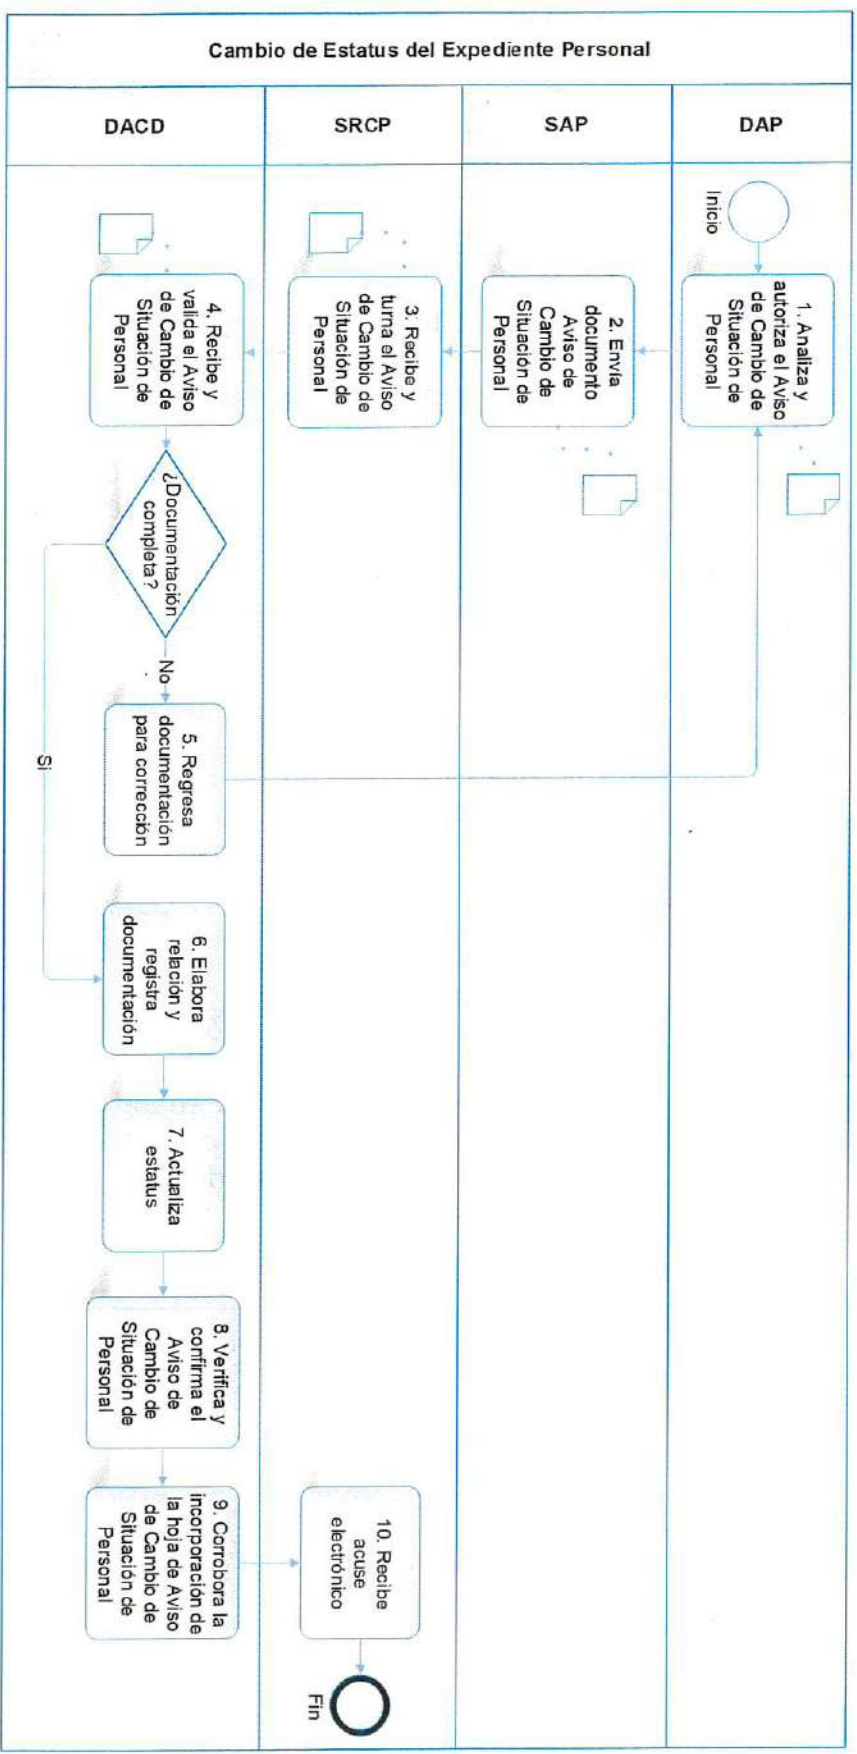 Cambio de Estatus del Expediente Personal
DACD
SRCP
SAP
DAP
Inicio
1. Analiza y
autoriza el Aviso
de Cambio de
Situación de
Personal
2. Envía
documento
Aviso de
Cambio de
Situación de
Personal
3. Recibe y
turna el Aviso
de Cambio de
Situación de
Personal
4. Recibe y
valida el Aviso
de Cambio de
Situación de
Personal
¿Documentación
completa?
No
Si
5. Regresa
documentación
para corrección
6. Elabora
relación y
registra
documentación
7. Actualiza
estatus
8. Verifica y
confirma el
Aviso de
Cambio de
Situación de
Personal
9. Corrobora la
incorporación de
la hoja de Aviso
de Cambio de
Situación de
Personal
10. Recibe
acuse
electrónico
Fin